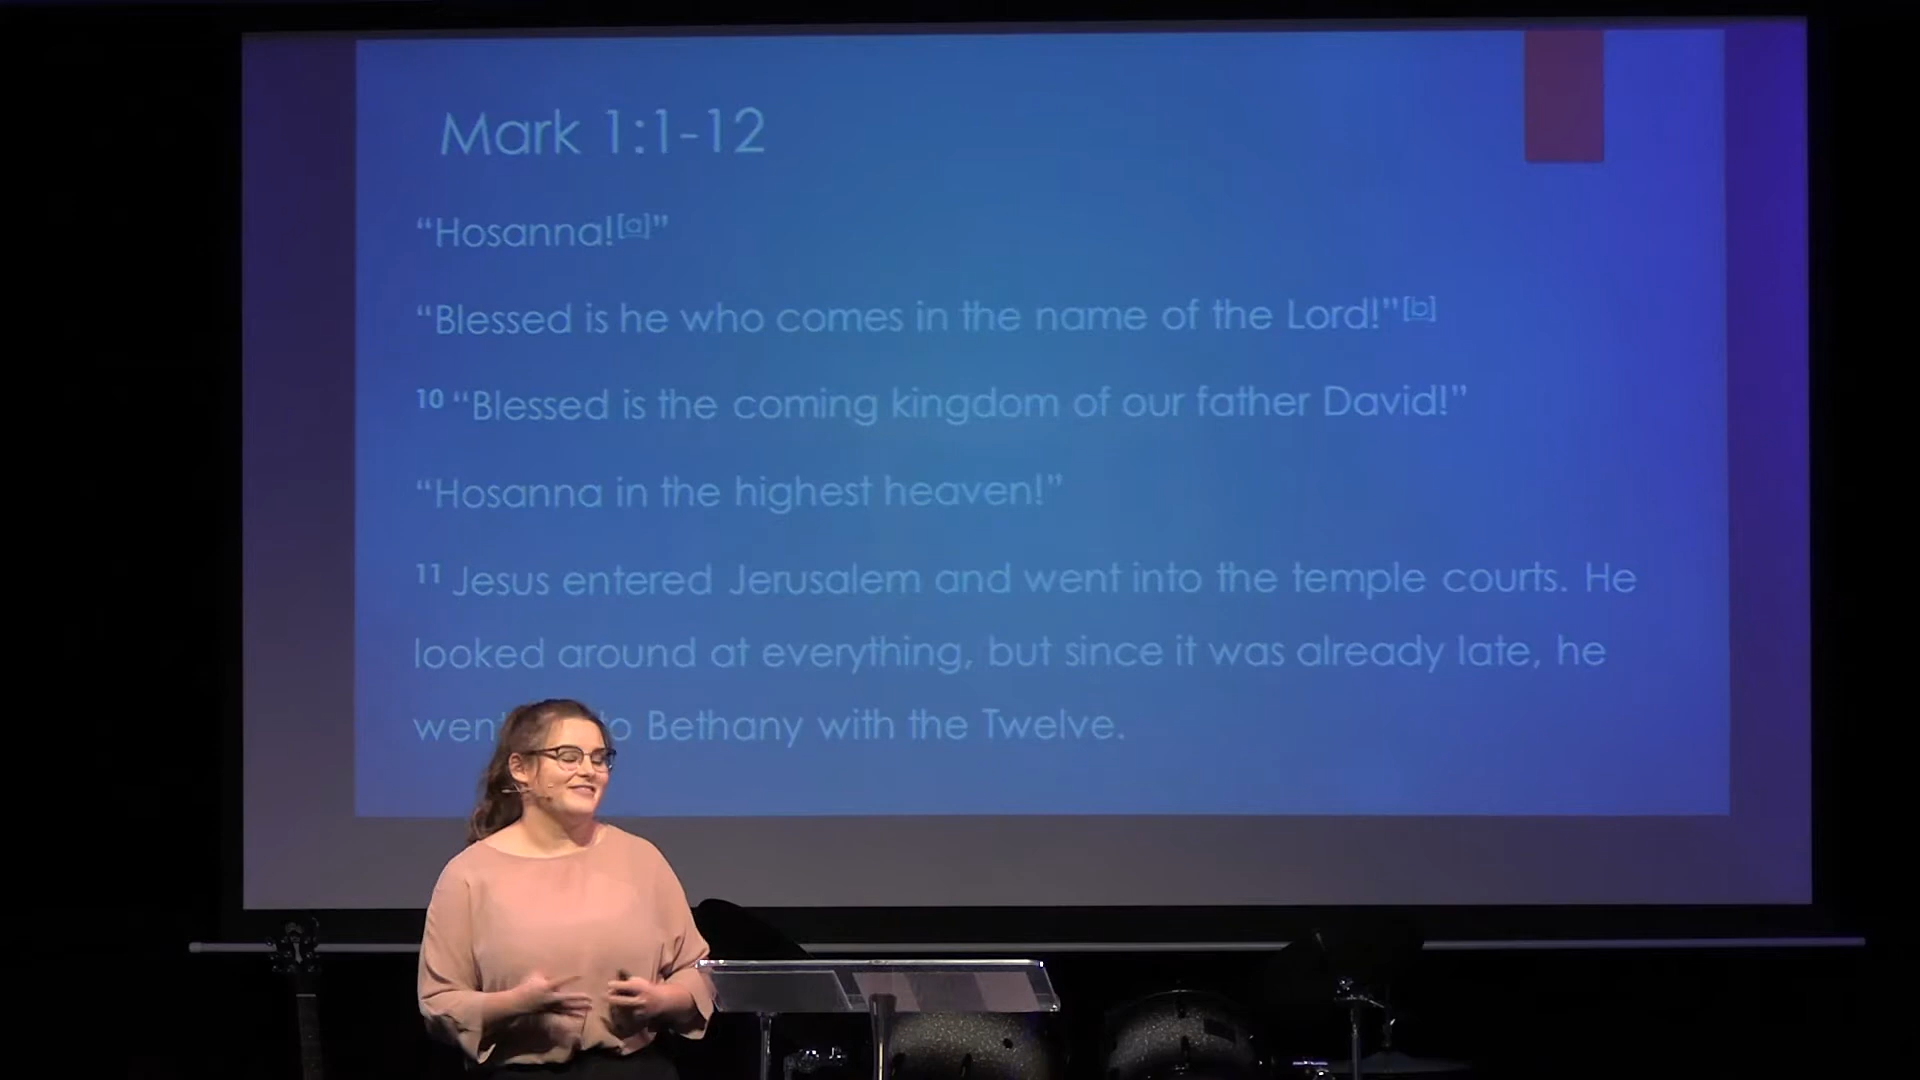 Mark 1:1-12
“Hosanna![a]”
“Blessed is he who comes in the name of the Lord!”[b]
10 “Blessed is the coming kingdom of our father David!”
“Hosanna in the highest heaven!”
11 Jesus entered Jerusalem and went into the temple courts. He
looked around at everything, but since it was already late, he
went Bethany with the Twelve.